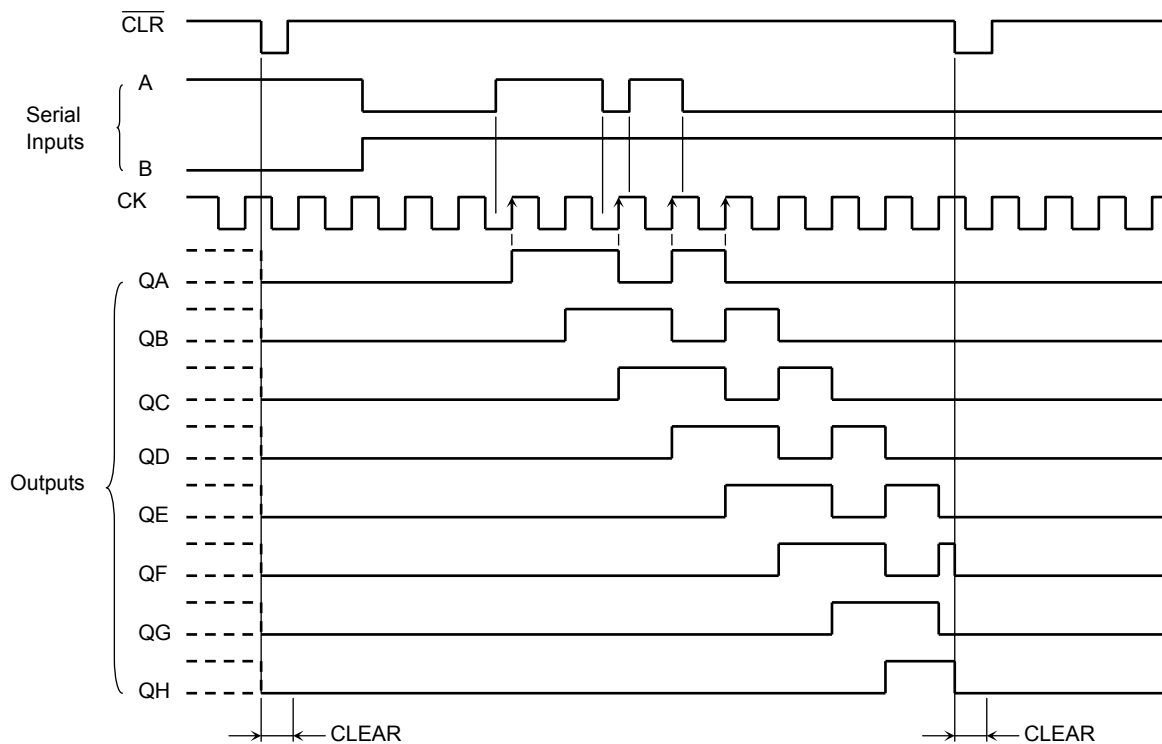 CLR
A
Serial
Inputs
B
CK
QA
QB
QC
QD
Outputs
QE
QF
QG
QH
CLEAR
CLEAR